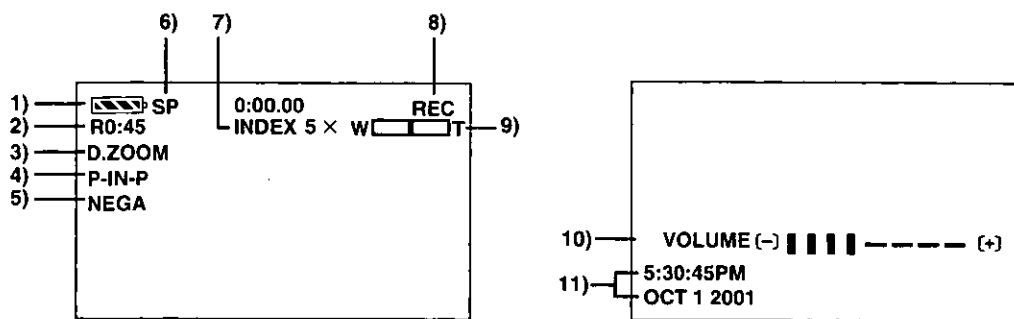 6) 7) 8)
1) SP 0:00.00 REC
2) R0:45 INDEX 5 × W T 9)
3) D.ZOOM
4) P-IN-P
5) NEGA
10) VOLUME (−) (+)
11) 5:30:45PM
OCT 1 2001